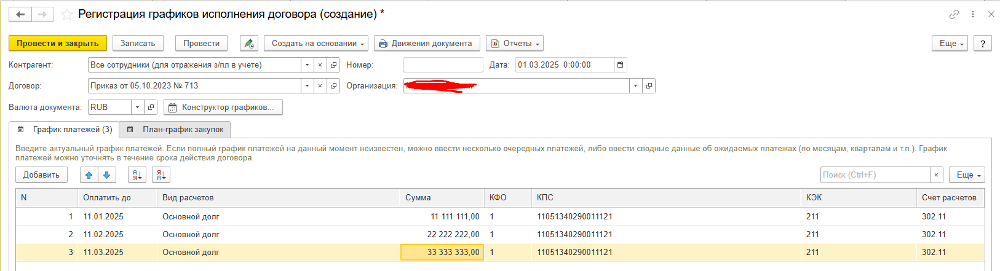 Регистрация графиков исполнения договора (создание) *
Провести и закрыть Записать Провести Создать на основании Движения документа Отчеты Еще ?
Контрагент: Все сотрудники (для отражения з/пл в учете) Номер: Дата: 01.03.2025 0:00:00
Договор: Приказ от 05.10.2023 № 713 Организация:
Валюта документа: RUB Конструктор графиков...
График платежей (3) План-график закупок
Введите актуальный график платежей. Если полный график платежей на данный момент неизвестен, можно ввести несколько очередных платежей, либо ввести сводные данные об ожидаемых платежах (по месяцам, кварталам и т.п.). График
платежей можно уточнять в течение срока действия договора.
Добавить Поиск (Ctrl+F) × Еще
N Оплатить до Вид расчетов Сумма КФО КПС КЭК Счет расчетов
1 11.01.2025 Основной долг 11 111 111,00 1 11051340290011121 211 302.11
2 11.02.2025 Основной долг 22 222 222,00 1 11051340290011121 211 302.11
3 11.03.2025 Основной долг 33 333 333,00 1 11051340290011121 211 302.11